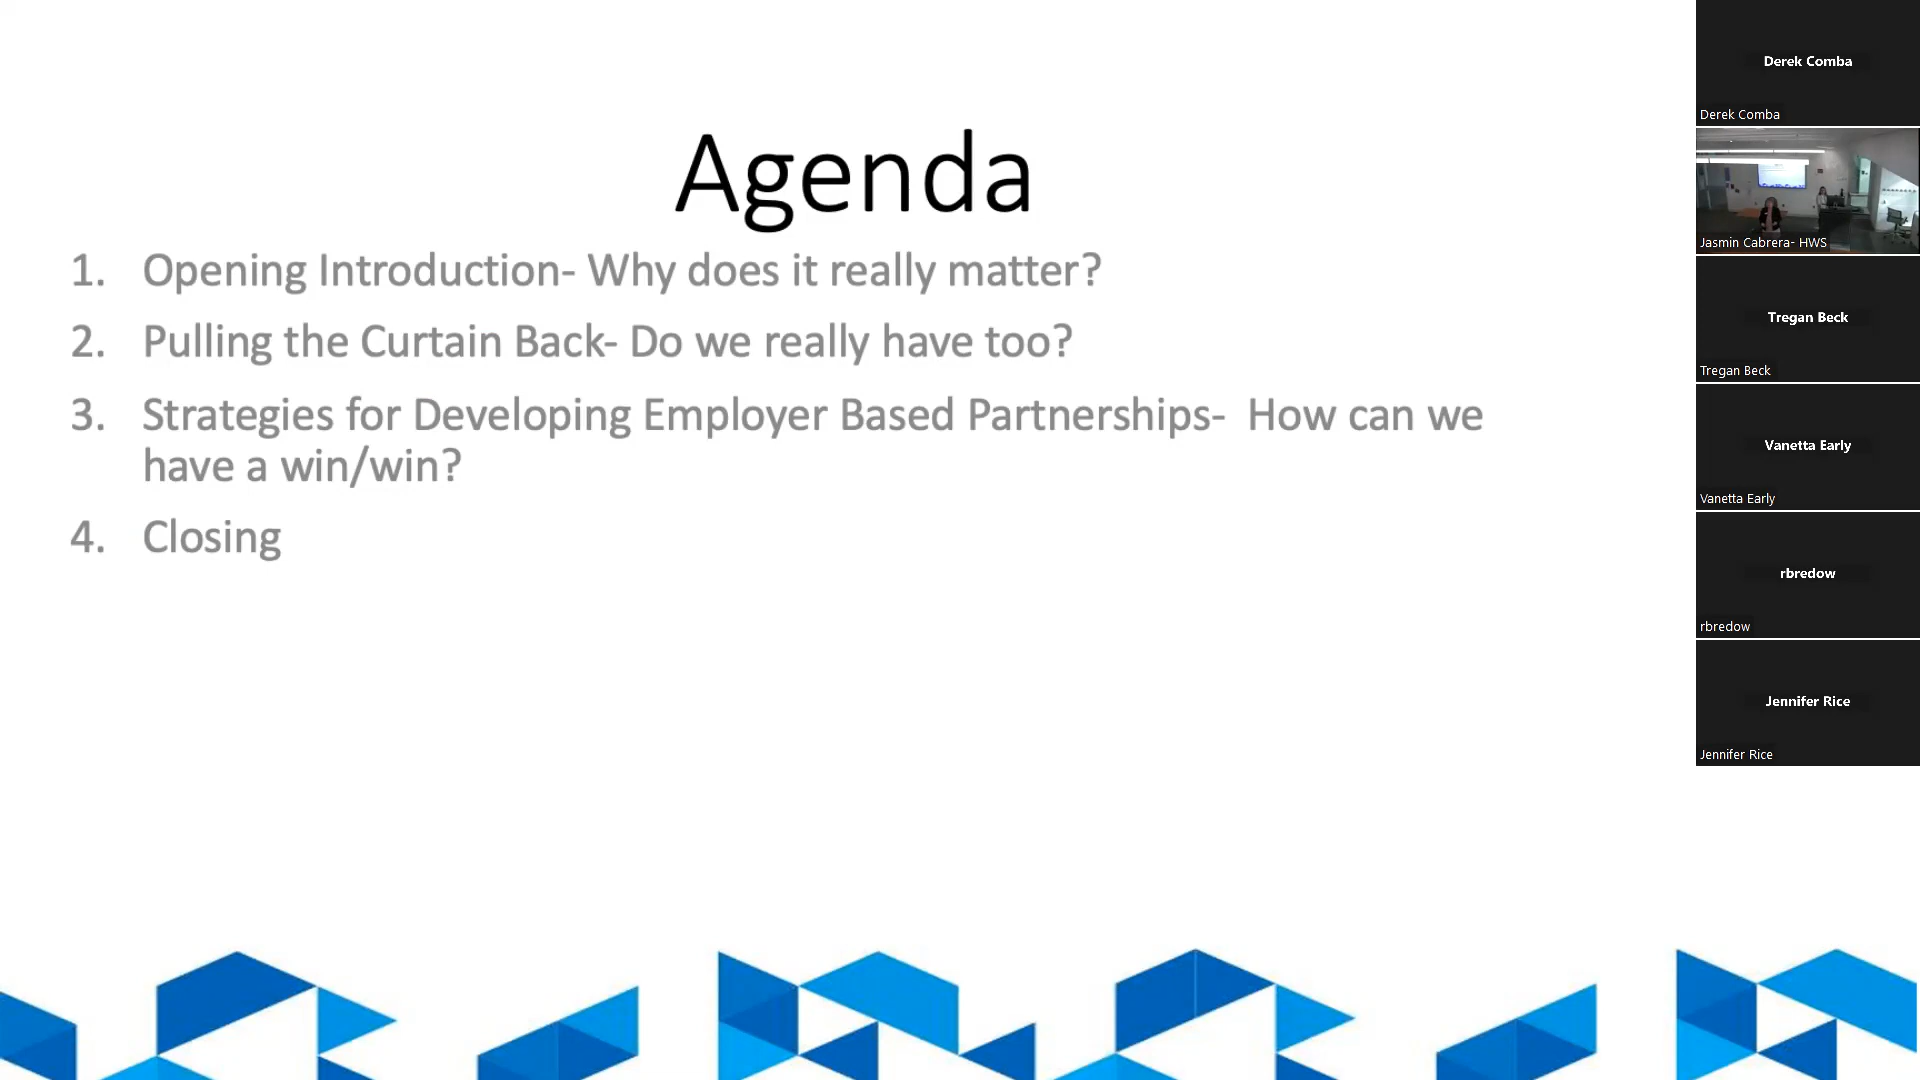 Agenda
1. Opening Introduction- Why does it really matter?
2. Pulling the Curtain Back- Do we really have too?
3. Strategies for Developing Employer Based Partnerships- How can we
have a win/win?
4. Closing
Derek Comba
Derek Comba
Jasmin Cabrera- HWS
Tregan Beck
Tregan Beck
Vanetta Early
Vanetta Early
rbredow
rbredow
Jennifer Rice
Jennifer Rice